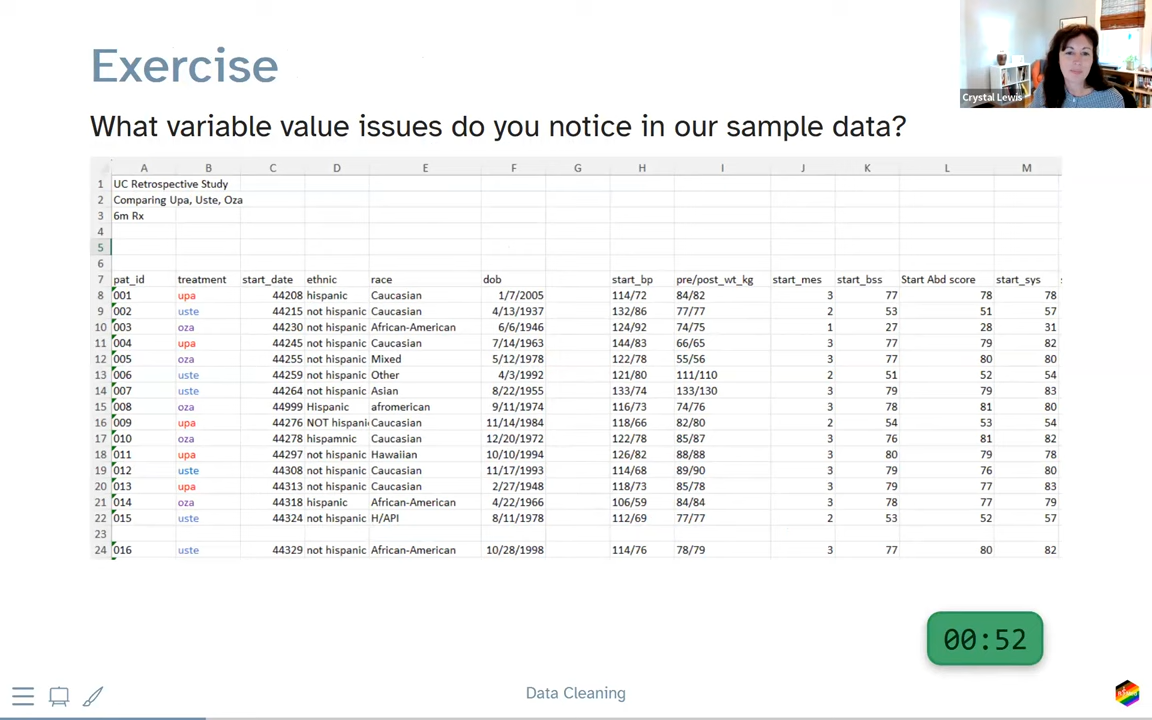 Exercise
Crystal Lewis
What variable value issues do you notice in our sample data?
A B C D E F G H I J K L M
1 UC Retrospective Study
2 Comparing Upa, Uste, Oza
3 6m Rx
4
5
6
7 pat_id treatment start_date ethnic race dob start_bp pre/post_wt_kg start_mes start_bss Start Abd score start_sys
8 001 upa 44208 hispanic Caucasian 1/7/2005 114/72 84/82 3 77 78 78
9 002 uste 44215 not hispanic Caucasian 4/13/1937 132/86 77/77 2 53 51 57
10 003 oza 44230 not hispanic African-American 6/6/1946 124/92 74/75 1 27 28 31
11 004 upa 44245 not hispanic Caucasian 7/14/1963 144/83 66/65 3 77 79 82
12 005 oza 44255 not hispanic Mixed 5/12/1978 122/78 55/56 3 77 80 80
13 006 uste 44259 not hispanic Other 4/3/1992 121/80 111/110 2 51 52 54
14 007 uste 44264 not hispanic Asian 8/22/1955 133/74 133/130 3 79 79 83
15 008 oza 44999 Hispanic afromerican 9/11/1974 116/73 74/76 3 78 81 80
16 009 upa 44276 NOT hispani Caucasian 11/14/1984 118/66 82/80 2 54 53 54
17 010 oza 44278 hispamnic Caucasian 12/20/1972 122/78 85/87 3 76 81 82
18 011 upa 44297 not hispanic Hawaiian 10/10/1994 126/82 88/88 3 80 79 78
19 012 uste 44308 not hispanic Caucasian 11/17/1993 114/68 89/90 3 79 76 80
20 013 upa 44313 not hispanic Caucasian 2/27/1948 118/73 85/78 3 79 77 83
21 014 oza 44318 hispanic African-American 4/22/1966 106/59 84/84 3 78 77 79
22 015 uste 44324 not hispanic H/API 8/11/1978 112/69 77/77 2 53 52 57
23
24 016 uste 44329 not hispanic African-American 10/28/1998 114/76 78/79 3 77 80 82
00:52
Data Cleaning